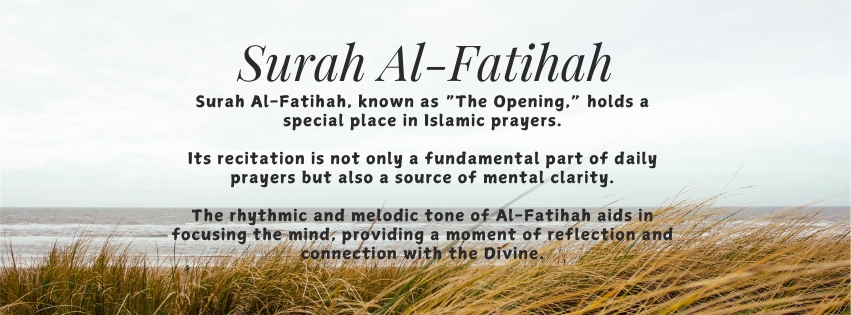 Surah Al-Fatihah
Surah Al-Fatihah, known as "The Opening," holds a
special place in Islamic prayers.
Its recitation is not only a fundamental part of daily
prayers but also a source of mental clarity.
The rhythmic and melodic tone of Al-Fatihah aids in
focusing the mind, providing a moment of reflection and
connection with the Divine.